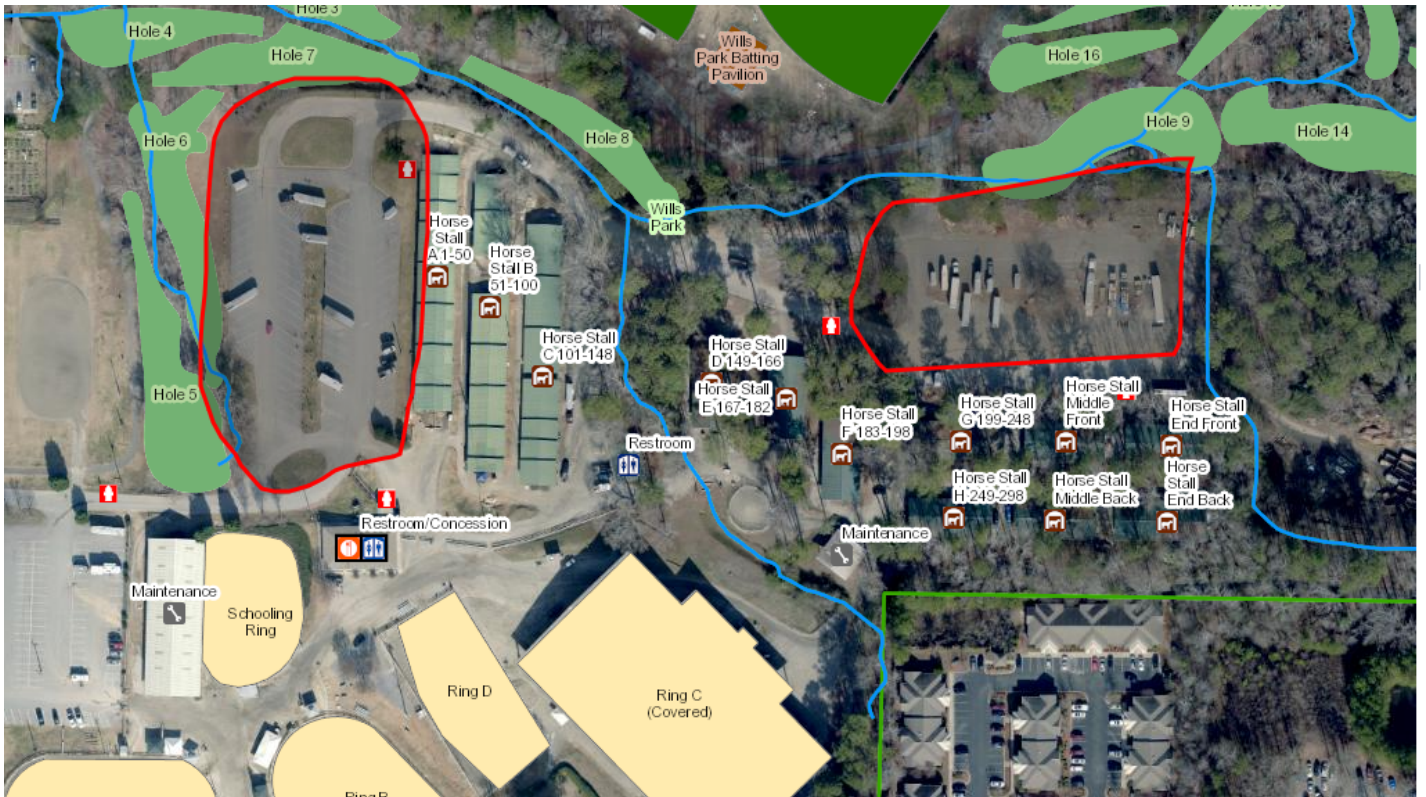 Hole 3
Hole 4
Hole 7
Wills
Park Batting
Pavilion
Hole 16
Hole 6
Hole 8
Hole 9
Hole 14
Wills
Park
Horse
Stall
A 1-50
Horse
Stall B
51-100
Horse Stall
C 101-148
Horse Stall
D 149-166
Horse Stall
E 167-182
Hole 5
Horse Stall
F 183-198
Horse Stall
G 199-248
Horse Stall
Middle
Front
Horse Stall
End Front
Restroom
Horse Stall
H 249-298
Horse Stall
Middle Back
Horse
Stall
End Back
Restroom/Concession
Maintenance
Maintenance
Schooling
Ring
Ring D
Ring C
(Covered)